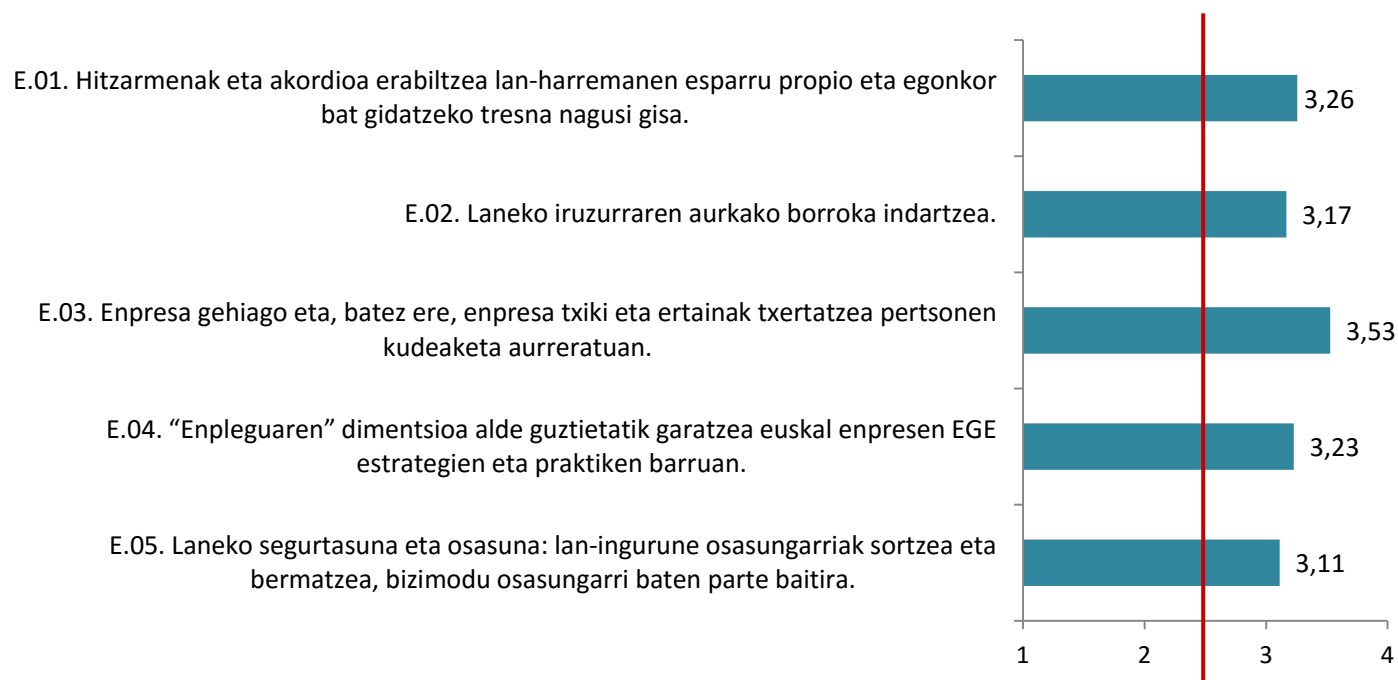 E.01. Hitzarmenak eta akordioa erabiltzea lan-harremanen esparru propio eta egonkor
bat gidatzeko tresna nagusi gisa.
3,26
E.02. Laneko iruzurraren aurkako borroka indartzea.
3,17
E.03. Enpresa gehiago eta, batez ere, enpresa txiki eta ertainak txertatzea pertsonen
kudeaketa aurreratuan.
3,53
E.04. “Enpleguaren” dimentsioa alde guztietatik garatzea euskal enpresen EGE
estrategien eta praktiken barruan.
3,23
E.05. Laneko segurtasuna eta osasuna: lan-ingurune osasungarriak sortzea eta
bermatzea, bizimodu osasungarri baten parte baitira.
3,11
1 2 3 4